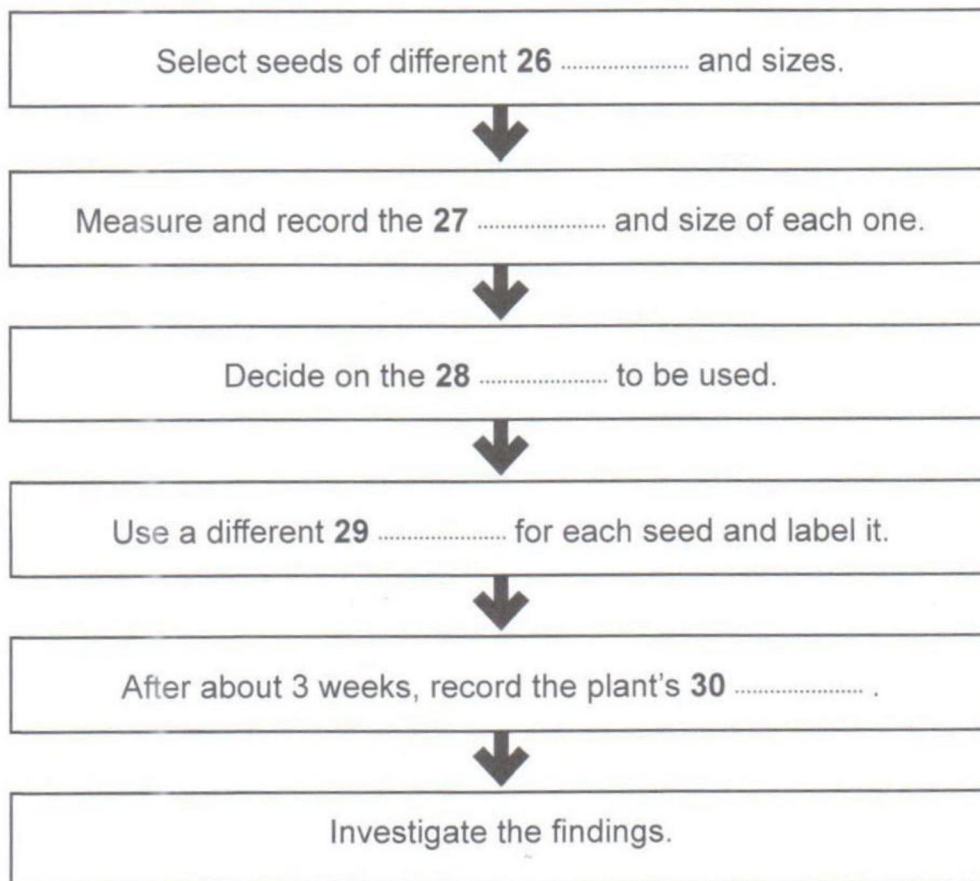 Select seeds of different 26 .................... and sizes.
Measure and record the 27 .................... and size of each one.
Decide on the 28 .................... to be used.
Use a different 29 .................... for each seed and label it.
After about 3 weeks, record the plant's 30 .................... .
Investigate the findings.